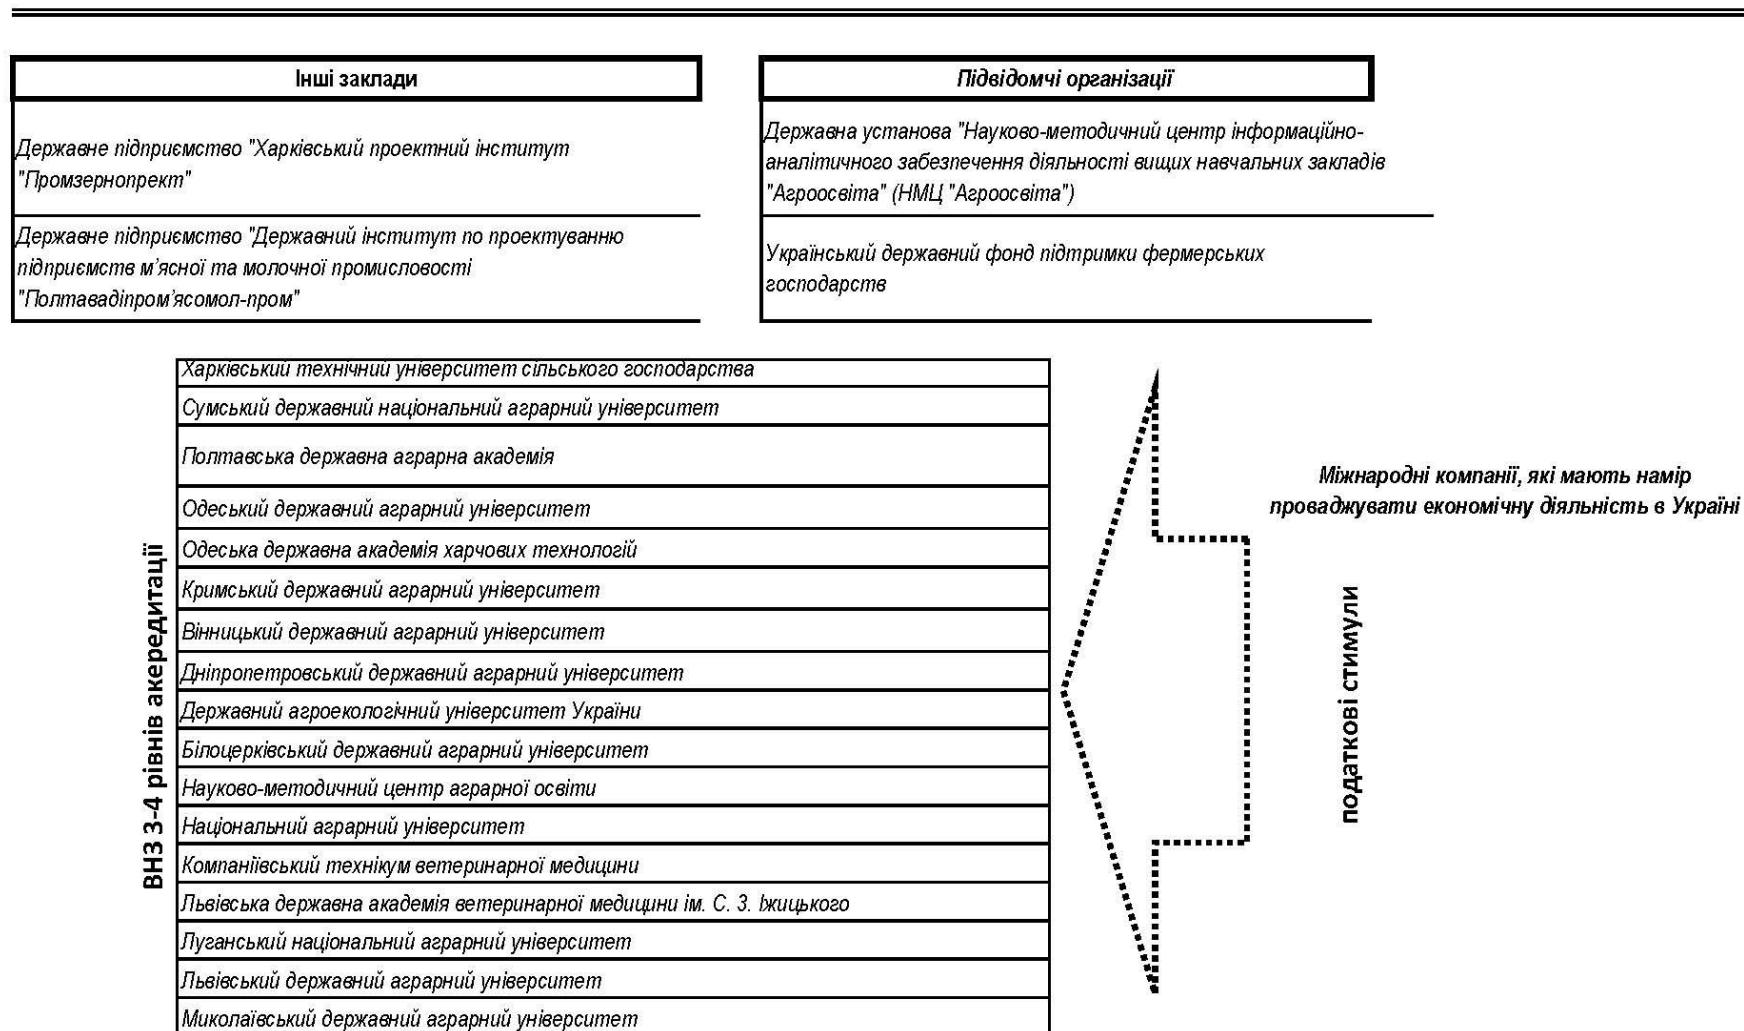 Інші заклади
Державне підприємство "Харківський проектний інститут
"Промзернопрект"
Державне підприємство "Державний інститут по проектуванню
підприємств м’ясної та молочної промисловості
"Полтавадіпром’ясомол-пром"
Підвідомчі організації
Державна установа "Науково-методичний центр інформаційно-
аналітичного забезпечення діяльності вищих навчальних закладів
"Агроосвіта" (НМЦ "Агроосвіта")
Український державний фонд підтримки фермерських
господарств
ВНЗ 3-4 рівнів акередитації
Харківський технічний університет сільського господарства
Сумський державний національний аграрний університет
Полтавська державна аграрна академія
Одеський державний аграрний університет
Одеська державна академія харчових технологій
Кримський державний аграрний університет
Вінницький державний аграрний університет
Дніпропетровський державний аграрний університет
Державний агроекологічний університет України
Білоцерківський державний аграрний університет
Науково-методичний центр аграрної освіти
Національний аграрний університет
Компаніївський технікум ветеринарної медицини
Львівська державна академія ветеринарної медицини ім. С. З. Іжицького
Луганський національний аграрний університет
Львівський державний аграрний університет
Миколаївський державний аграрний університет
Міжнародні компанії, які мають намір
проваджувати економічну діяльність в Україні
податкові стимули